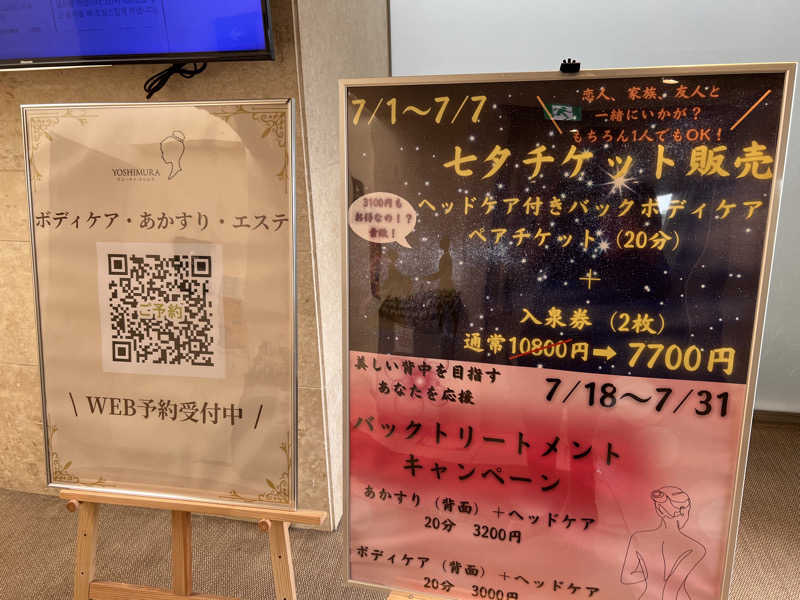 YOSHIMURA
ボディケア・あかすり・エステ
ご予約
\ WEB予約受付中 /
7/1〜7/7
恋人、家族、友人と
一緒にいかが?
もちろん1人でもOK!
七夕チケット販売
3100円も
お得なの!?
素敵!
ヘッドケア付きバックボディケア
ペアチケット(20分)
+
入泉券(2枚)
通常10800円➡7700円
美しい背中を目指す
あなたを応援
7/18〜7/31
バックトリートメント
キャンペーン
あかすり(背面)+ヘッドケア
20分 3200円
ボディケア(背面)+ヘッドケア
20分 3000円